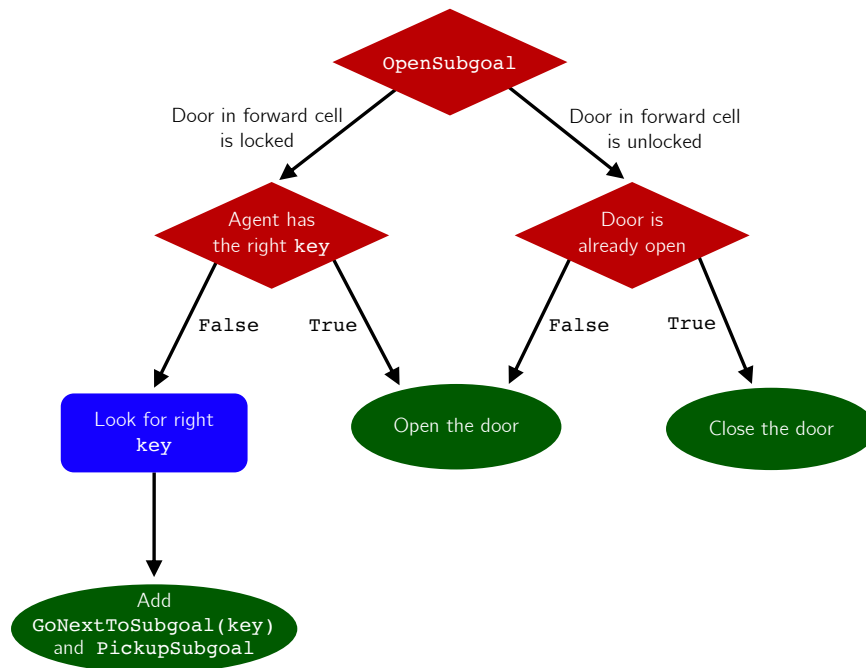 OpenSubgoal
Door in forward cell
is locked
Door in forward cell
is unlocked
Agent has
the right key
Door is
already open
False
True
False
True
Look for right
key
Open the door
Close the door
Add
GoNextToSubgoal(key)
and PickupSubgoal